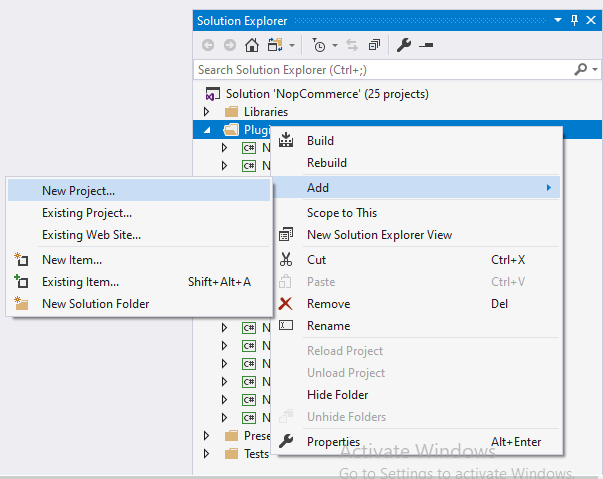 Solution Explorer
Search Solution Explorer (Ctrl+;)
Solution 'NopCommerce' (25 projects)
Libraries
Plugi
Build
N
Rebuild
N
Add
New Project...
Scope to This
Existing Project...
New Solution Explorer View
Existing Web Site...
Cut Ctrl+X
New Item...
Paste Ctrl+V
Existing Item... Shift+Alt+A
Remove Del
New Solution Folder
Rename
N
N
Reload Project
N
Unload Project
N
Hide Folder
N
Unhide Folders
N
Prese
Properties Alt+Enter
Tests
Activate Windows
Go to Settings to activate Windows.